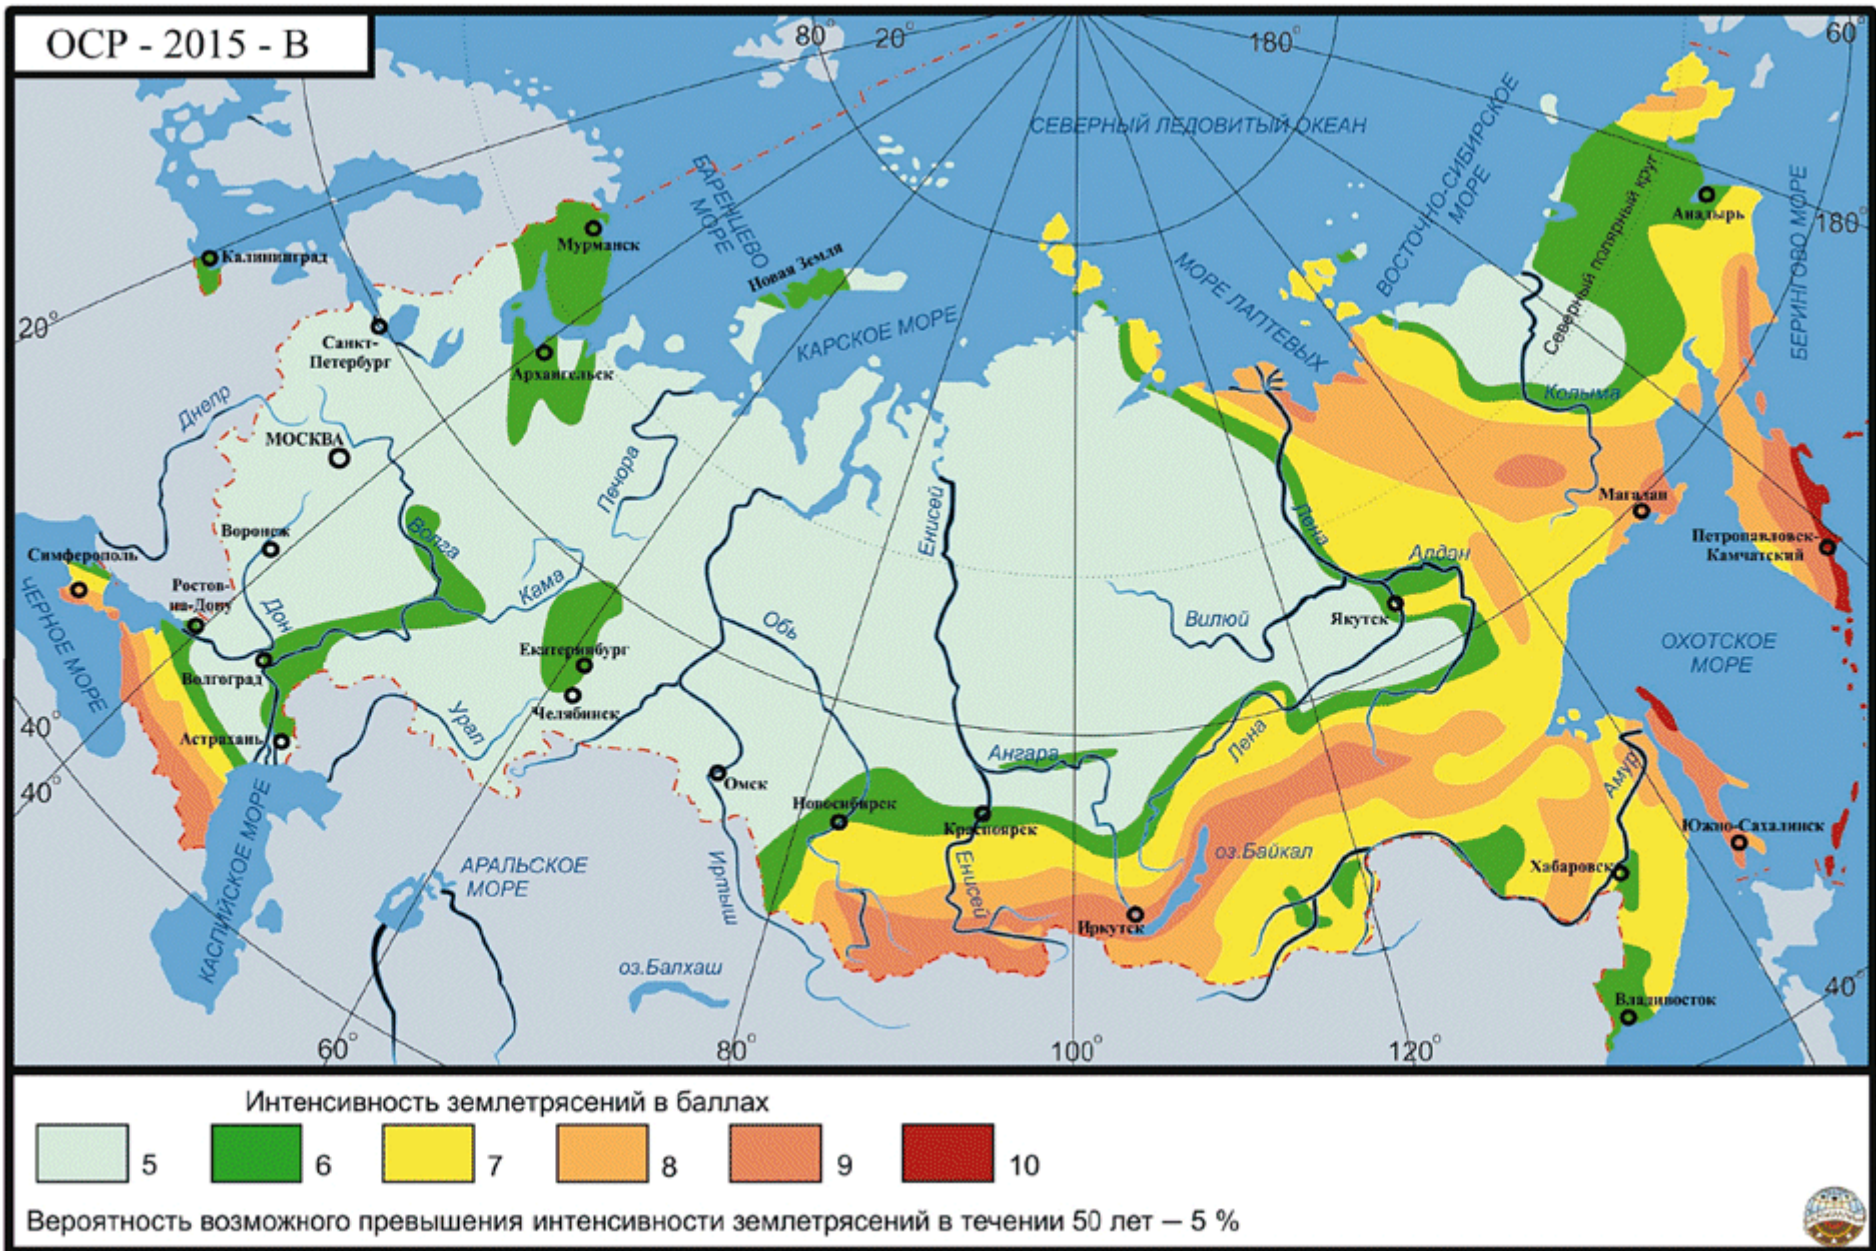 ОСР - 2015 - В
80°
20°
180°
60°
СЕВЕРНЫЙ ЛЕДОВИТЫЙ ОКЕАН
БАРЕНЦЕВО
МОРЕ
ВОСТОЧНО-СИБИРСКОЕ
МОРЕ
Северный полярный круг
Анадырь
180°
БЕРИНГОВО МОРЕ
Мурманск
Калининград
Новая Земля
МОРЕ ЛАПТЕВЫХ
КАРСКОЕ МОРЕ
20°
Санкт-
Петербург
Архангельск
Днепр
МОСКВА
Колыма
Печора
Енисей
Магадан
Воронеж
Волга
Лена
Петропавловск-
Камчатский
Симферополь
Алдан
Ростов-
на-Дону
Кама
ЧЕРНОЕ МОРЕ
Дон
Обь
Вилюй
Якутск
ОХОТСКОЕ
МОРЕ
Екатеринбург
Волгоград
Челябинск
Урал
40°
Астрахань
Ангара
Лена
Амур
40°
Омск
Новосибирск
Красноярск
Южно-Сахалинск
АРАЛЬСКОЕ
МОРЕ
Иртыш
Енисей
оз.Байкал
Хабаровск
КАСПИЙСКОЕ МОРЕ
Иркутск
оз.Балхаш
40°
Владивосток
60°
80°
100°
120°
Интенсивность землетрясений в баллах
5 6 7 8 9 10
Вероятность возможного превышения интенсивности землетрясений в течении 50 лет — 5 %